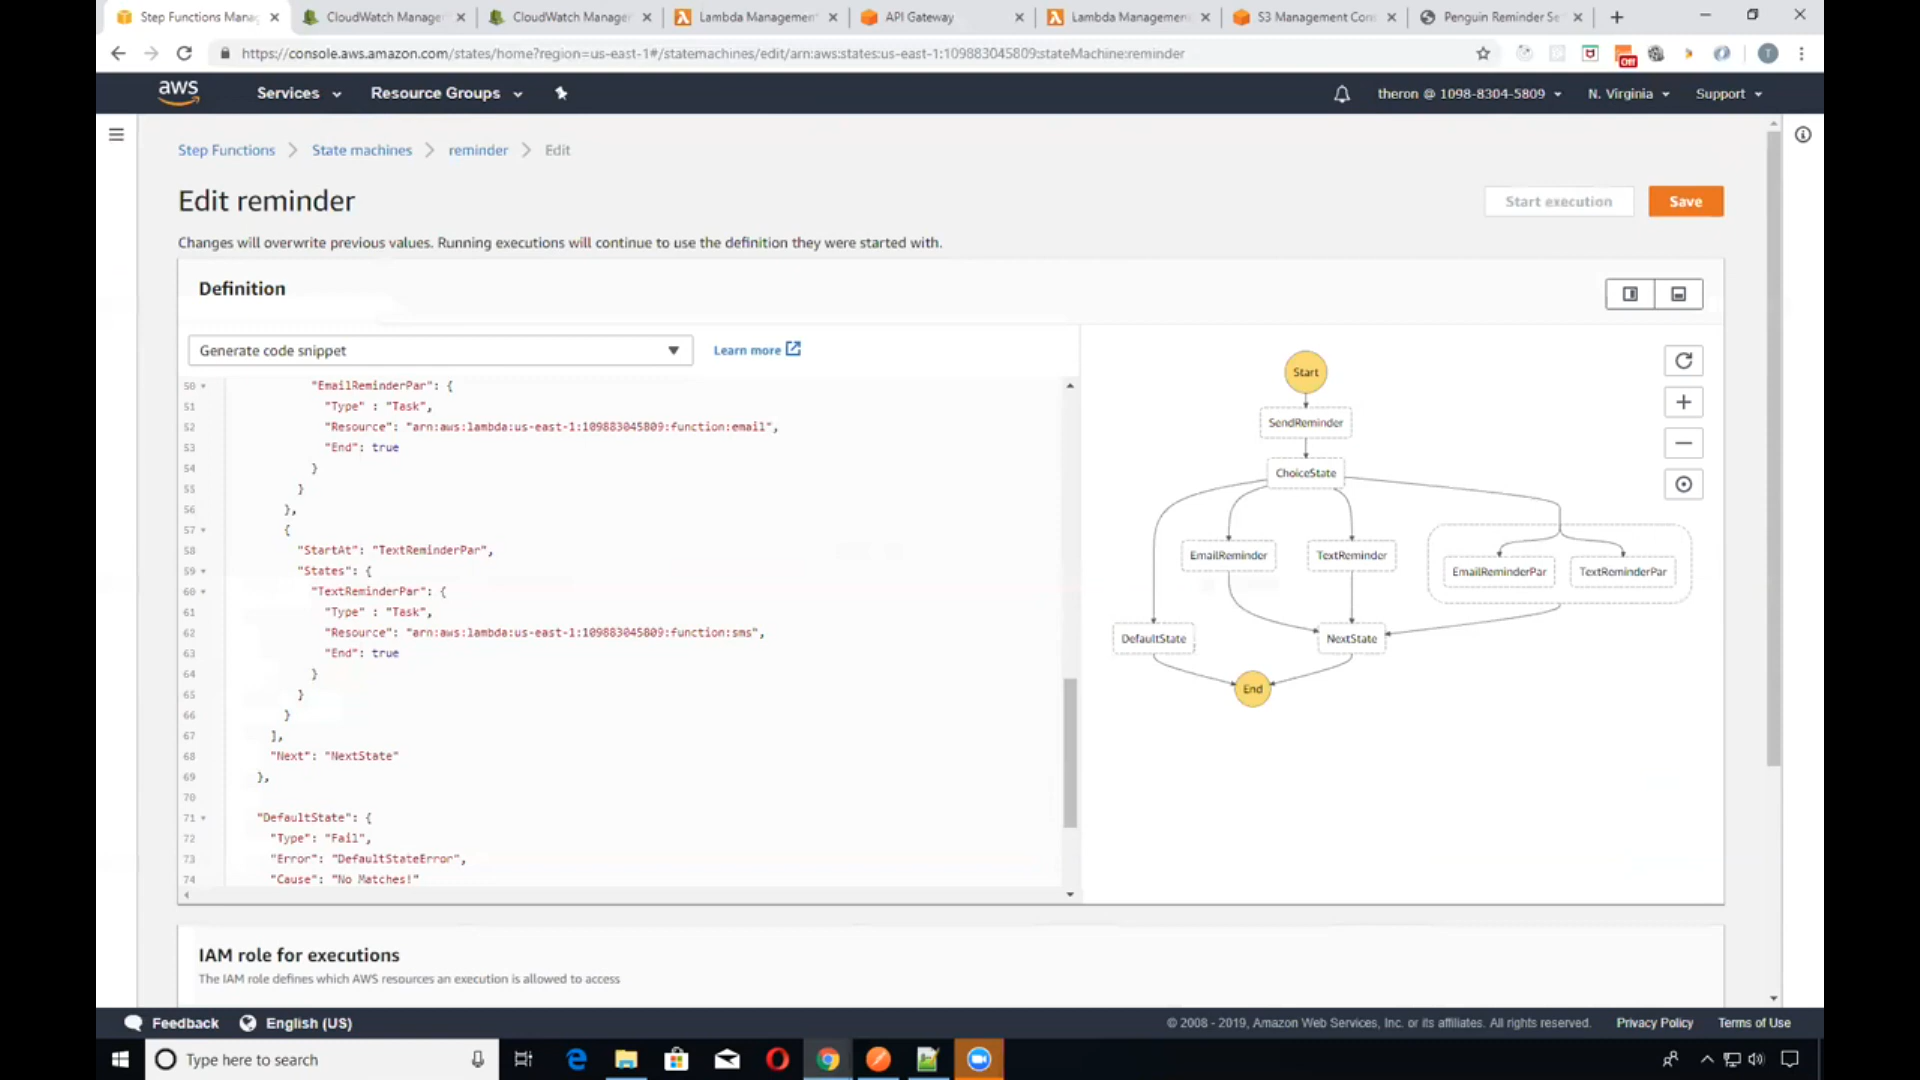 Step Functions Mana
CloudWatch Manage
CloudWatch Manager
Lambda Management
API Gateway
Lambda Managemen
S3 Management Con
Penguin Reminder Se
https://console.aws.amazon.com/states/home?region=us-east-1#/statemachines/edit/arn:aws:states:us-east-1:109883045809:stateMachine:reminder
Off
T
aws
Services
Resource Groups
theron @ 1098-8304-5809
N. Virginia
Support
Step Functions
State machines
reminder
Edit
Edit reminder
Start execution
Save
Changes will overwrite previous values. Running executions will continue to use the definition they were started with.
Definition
Generate code snippet
Learn more
50 "EmailReminderPar": {
51 "Type" : "Task",
52 "Resource": "arn:aws:lambda:us-east-1:109883045809:function:email",
53 "End": true
54 }
55 }
56 },
57 {
58 "StartAt": "TextReminderPar",
59 "States": {
60 "TextReminderPar": {
61 "Type" : "Task",
62 "Resource": "arn:aws:lambda:us-east-1:109883045809:function:sms",
63 "End": true
64 }
65 }
66 }
67 ],
68 "Next": "NextState"
69 },
70
71 "DefaultState": {
72 "Type": "Fail",
73 "Error": "DefaultStateError",
74 "Cause": "No Matches!"
Start
SendReminder
ChoiceState
EmailReminder
TextReminder
EmailReminderPar
TextReminderPar
DefaultState
NextState
End
IAM role for executions
The IAM role defines which AWS resources an execution is allowed to access
Feedback
English (US)
© 2008 - 2019, Amazon Web Services, Inc. or its affiliates. All rights reserved.
Privacy Policy
Terms of Use
Type here to search